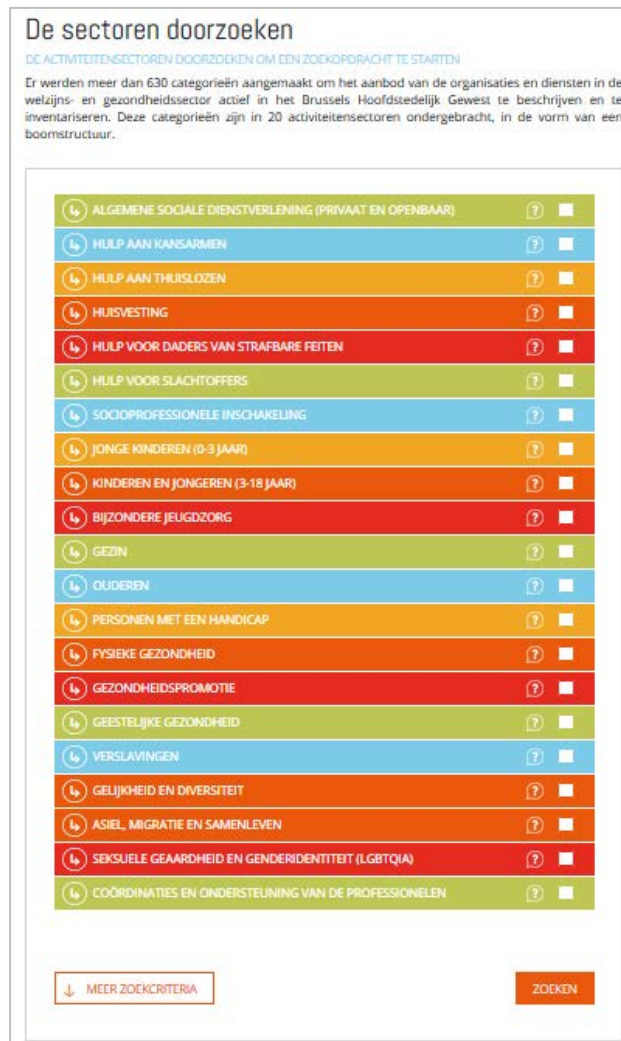 De sectoren doorzoeken
DE ACTIVITEITENSECTOREN DOORZOEKEN OM EEN ZOEKOPDRACHT TE STARTEN
Er werden meer dan 630 categorieën aangemaakt om het aanbod van de organisaties en diensten in de
welzijns- en gezondheidssector actief in het Brussels Hoofdstedelijk Gewest te beschrijven en te
inventariseren. Deze categorieën zijn in 20 activiteitensectoren ondergebracht, in de vorm van een
boomstructuur.
ALGEMENE SOCIALE DIENSTVERLENING (PRIVAAT EN OPENBAAR) ?
HULP AAN KANSARMEN ?
HULP AAN THUISLOZEN ?
HUISVESTING ?
HULP VOOR DADERS VAN STRAFBARE FEITEN ?
HULP VOOR SLACHTOFFERS ?
SOCIOPROFESSIONELE INSCHAKELING ?
JONGE KINDEREN (0-3 JAAR) ?
KINDEREN EN JONGEREN (3-18 JAAR) ?
BIJZONDERE JEUGDZORG ?
GEZIN ?
OUDEREN ?
PERSONEN MET EEN HANDICAP ?
FYSIEKE GEZONDHEID ?
GEZONDHEIDSPROMOTIE ?
GEESTELIJKE GEZONDHEID ?
VERSLAVINGEN ?
GELIJKHEID EN DIVERSITEIT ?
ASIEL, MIGRATIE EN SAMENLEVEN ?
SEKSUELE GEAARDHEID EN GENDERIDENTITEIT (LGBTQIA) ?
COÖRDINATIES EN ONDERSTEUNING VAN DE PROFESSIONELEN ?
MEER ZOEKCRITERIA
ZOEKEN